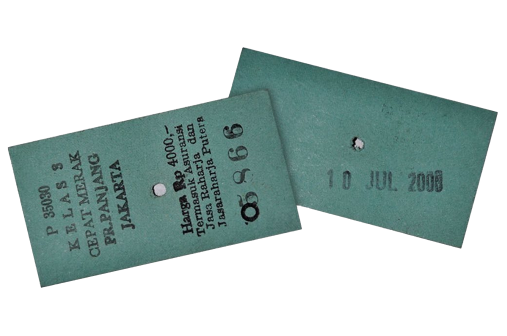 P 35030
KELAS 3
CEPAT MERAK
PR.PANJANG
JAKARTA
Harga Rp 4000,-
Termasuk Asuransi
Jasa Raharja dan
Jasaraharja Putera
10 JUL 2008